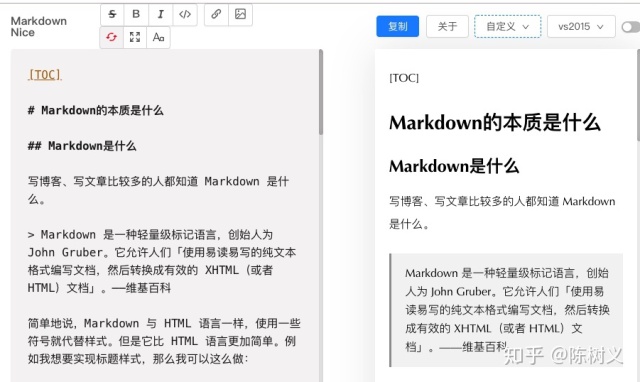 Markdown
Nice
S B I </>
Aa
复制 关于 自定义 vs2015
[TOC]
# Markdown的本质是什么
## Markdown是什么
写博客、写文章比较多的人都知道 Markdown 是什
么。
> Markdown 是一种轻量级标记语言，创始人为
John Gruber。它允许人们「使用易读易写的纯文本
格式编写文档，然后转换成有效的 XHTML（或者
HTML）文档」。——维基百科
简单地说，Markdown 与 HTML 语言一样，使用一些
符号就代替样式。但是它比 HTML 语言更加简单。例
如我想要实现标题样式，那么我可以这么做：
[TOC]
Markdown的本质是什么
Markdown是什么
写博客、写文章比较多的人都知道 Markdown
是什么。
Markdown 是一种轻量级标记语言，创始
人为 John Gruber。它允许人们「使用易
读易写的纯文本格式编写文档，然后转换
成有效的 XHTML（或者 HTML）文
档」。——维基百科
知乎 @陈树义